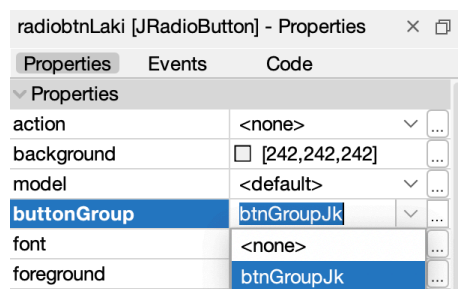 radiobtnLaki [JRadioButton] - Properties
Properties Events Code
Properties
action <none> ...
background [242,242,242] ...
model <default> ...
buttonGroup btnGroupJk ...
font <none> ...
foreground btnGroupJk ...